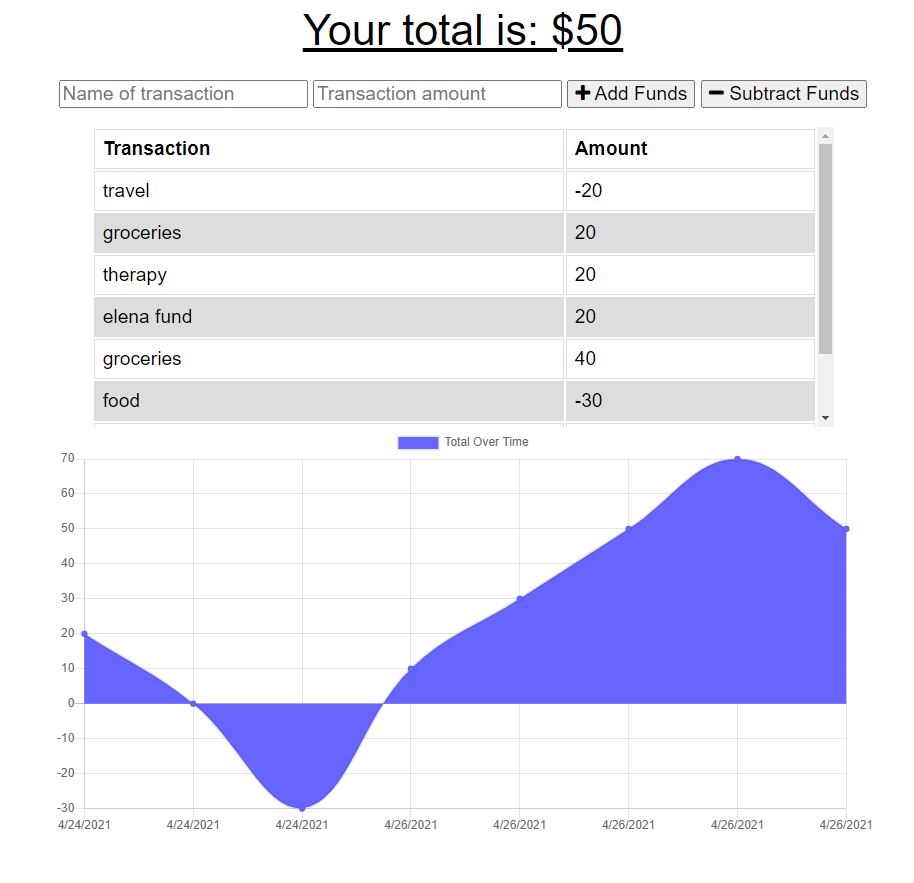 Your total is: $50
Name of transaction Transaction amount Add Funds Subtract Funds
Transaction Amount
travel -20
groceries 20
therapy 20
elena fund 20
groceries 40
food -30
Total Over Time
70
60
50
40
30
20
10
0
-10
-20
-30
4/24/2021 4/24/2021 4/24/2021 4/26/2021 4/26/2021 4/26/2021 4/26/2021 4/26/2021